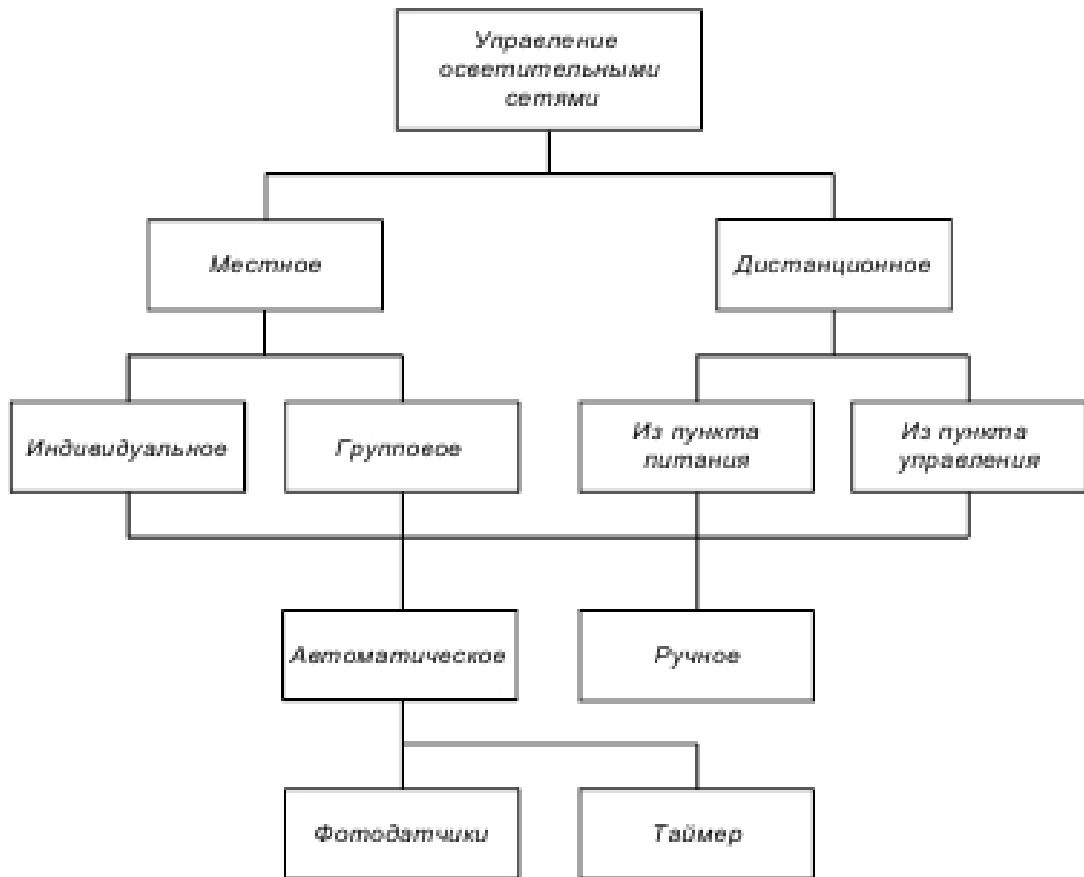 Управление
осветительными
сетями
Местное
Дистанционное
Индивидуальное
Групповое
Из пункта
питания
Из пункта
управления
Автоматическое
Ручное
Фотодатчики
Таймер